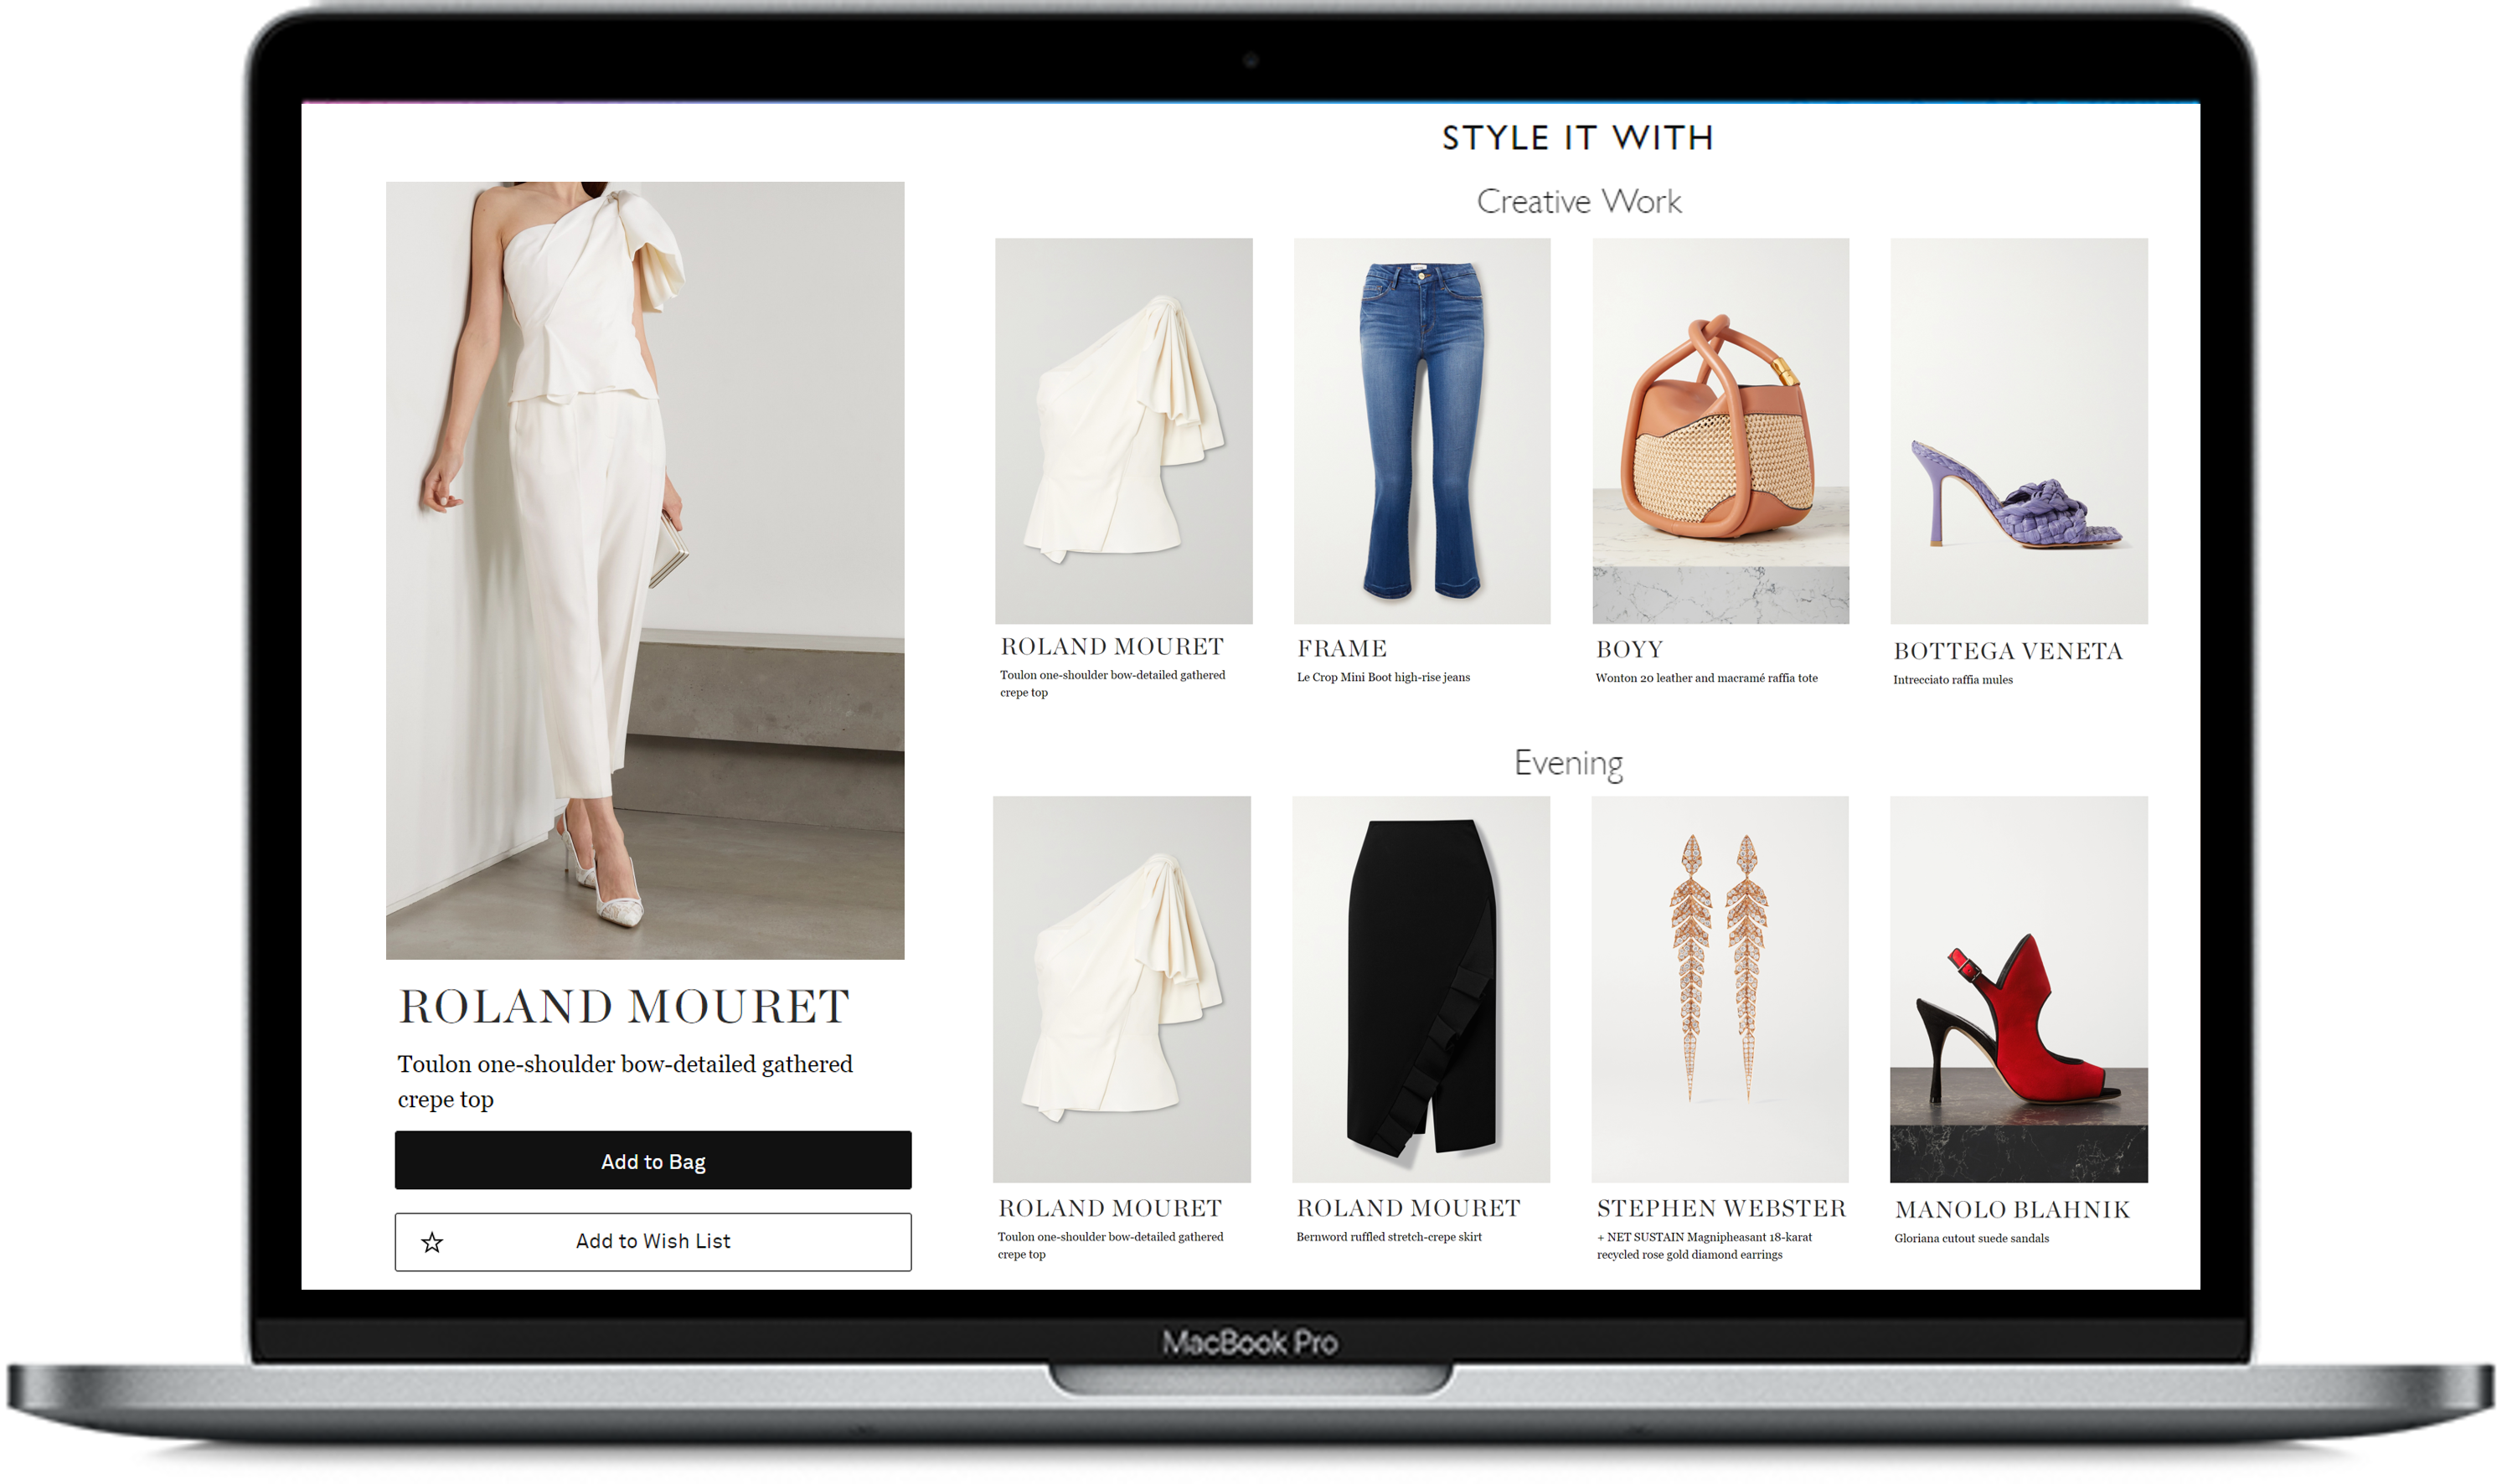 STYLE IT WITH
Creative Work
ROLAND MOURET
Toulon one-shoulder bow-detailed gathered
crepe top
FRAME
Le Crop Mini Boot high-rise jeans
BOYY
Wonton 20 leather and macramé raffia tote
BOTTEGA VENETA
Intrecciato raffia mules
Evening
ROLAND MOURET
Toulon one-shoulder bow-detailed gathered
crepe top
ROLAND MOURET
Bernword ruffled stretch-crepe skirt
STEPHEN WEBSTER
+ NET SUSTAIN Magnipheasant 18-karat
recycled rose gold diamond earrings
MANOLO BLAHNIK
Gloriana cutout suede sandals
ROLAND MOURET
Toulon one-shoulder bow-detailed gathered
crepe top
Add to Bag
Add to Wish List
MacBook Pro